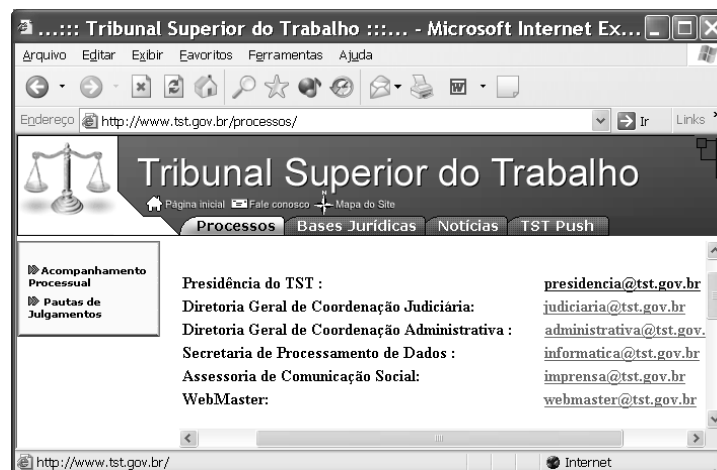 ...::: Tribunal Superior do Trabalho :::... - Microsoft Internet Ex...
Arquivo Editar Exibir Favoritos Ferramentas Ajuda
Endereço http://www.tst.gov.br/processos/ Ir Links
Tribunal Superior do Trabalho
Página inicial Fale conosco N Mapa do Site
Processos Bases Jurídicas Notícias TST Push
Acompanhamento
Processual
Pautas de
Julgamentos
Presidência do TST : presidencia@tst.gov.br
Diretoria Geral de Coordenação Judiciária: judiciaria@tst.gov.br
Diretoria Geral de Coordenação Administrativa : administrativa@tst.gov.
Secretaria de Processamento de Dados : informatica@tst.gov.br
Assessoria de Comunicação Social: imprensa@tst.gov.br
WebMaster: webmaster@tst.gov.br
http://www.tst.gov.br/ Internet